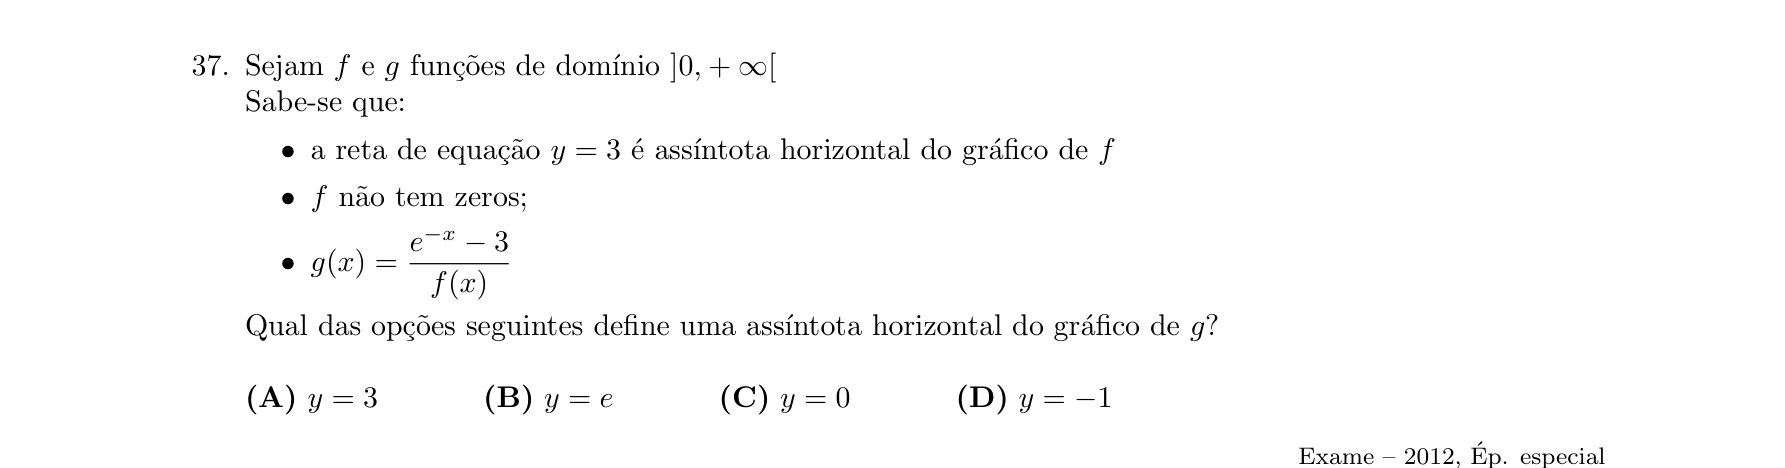 37. Sejam f e g funções de domínio ]0, + ∞[
Sabe-se que:
• a reta de equação y = 3 é assíntota horizontal do gráfico de f
• f não tem zeros;
• g(x) = \frac{e^{-x} - 3}{f(x)}
Qual das opções seguintes define uma assíntota horizontal do gráfico de g?
(A) y = 3 (B) y = e (C) y = 0 (D) y = −1
Exame – 2012, Ép. especial